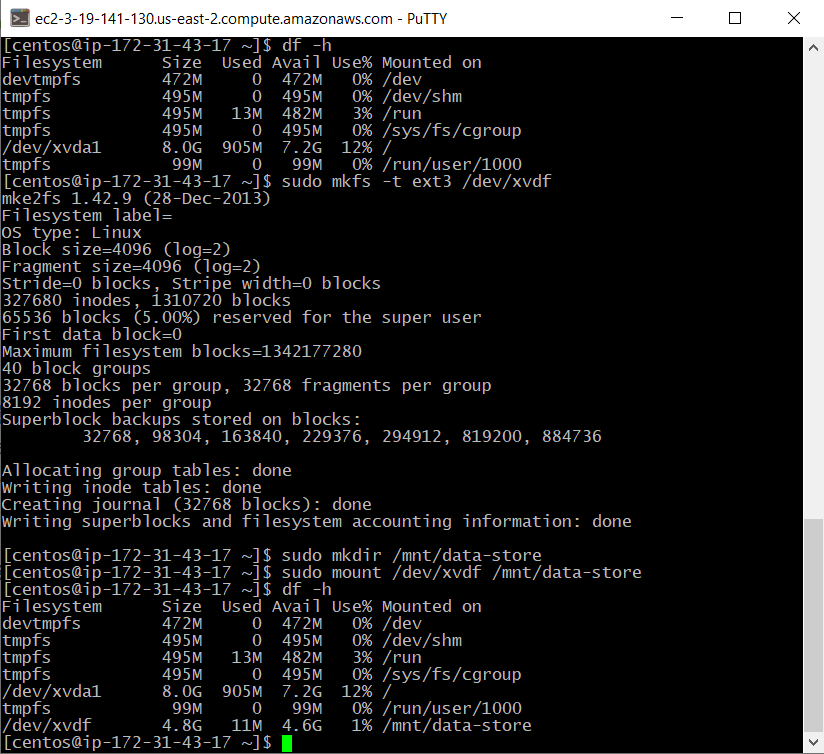 ec2-3-19-141-130.us-east-2.compute.amazonaws.com - PuTTY
[centos@ip-172-31-43-17 ~]$ df -h
Filesystem      Size  Used Avail Use% Mounted on
devtmpfs        472M     0  472M   0% /dev
tmpfs           495M     0  495M   0% /dev/shm
tmpfs           495M   13M  482M   3% /run
tmpfs           495M     0  495M   0% /sys/fs/cgroup
/dev/xvda1      8.0G  905M  7.2G  12% /
tmpfs            99M     0   99M   0% /run/user/1000
[centos@ip-172-31-43-17 ~]$ sudo mkfs -t ext3 /dev/xvdf
mke2fs 1.42.9 (28-Dec-2013)
Filesystem label=
OS type: Linux
Block size=4096 (log=2)
Fragment size=4096 (log=2)
Stride=0 blocks, Stripe width=0 blocks
327680 inodes, 1310720 blocks
65536 blocks (5.00%) reserved for the super user
First data block=0
Maximum filesystem blocks=1342177280
40 block groups
32768 blocks per group, 32768 fragments per group
8192 inodes per group
Superblock backups stored on blocks:
        32768, 98304, 163840, 229376, 294912, 819200, 884736
Allocating group tables: done
Writing inode tables: done
Creating journal (32768 blocks): done
Writing superblocks and filesystem accounting information: done
[centos@ip-172-31-43-17 ~]$ sudo mkdir /mnt/data-store
[centos@ip-172-31-43-17 ~]$ sudo mount /dev/xvdf /mnt/data-store
[centos@ip-172-31-43-17 ~]$ df -h
Filesystem      Size  Used Avail Use% Mounted on
devtmpfs        472M     0  472M   0% /dev
tmpfs           495M     0  495M   0% /dev/shm
tmpfs           495M   13M  482M   3% /run
tmpfs           495M     0  495M   0% /sys/fs/cgroup
/dev/xvda1      8.0G  905M  7.2G  12% /
tmpfs            99M     0   99M   0% /run/user/1000
/dev/xvdf       4.8G   11M  4.6G   1% /mnt/data-store
[centos@ip-172-31-43-17 ~]$